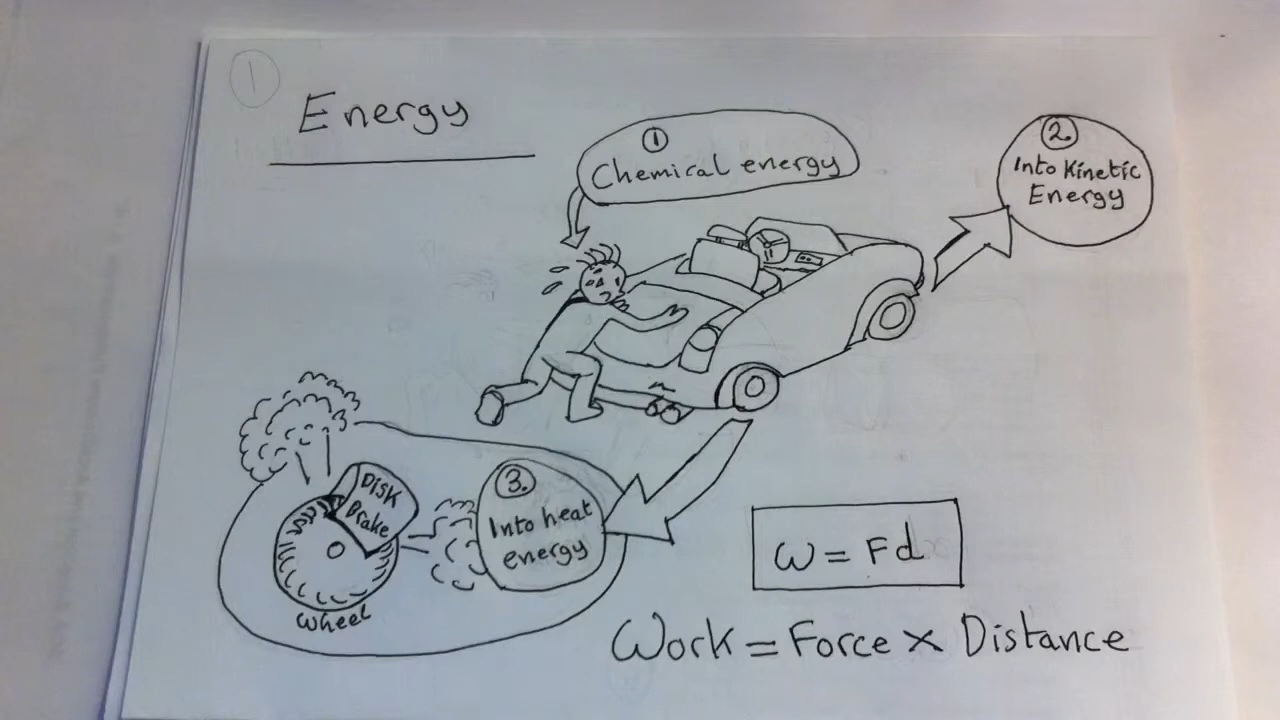 1
Energy
1
Chemical energy
2.
Into Kinetic
Energy
3.
Into heat
energy
Disk
Brake
Wheel
W = Fd
Work = Force × Distance